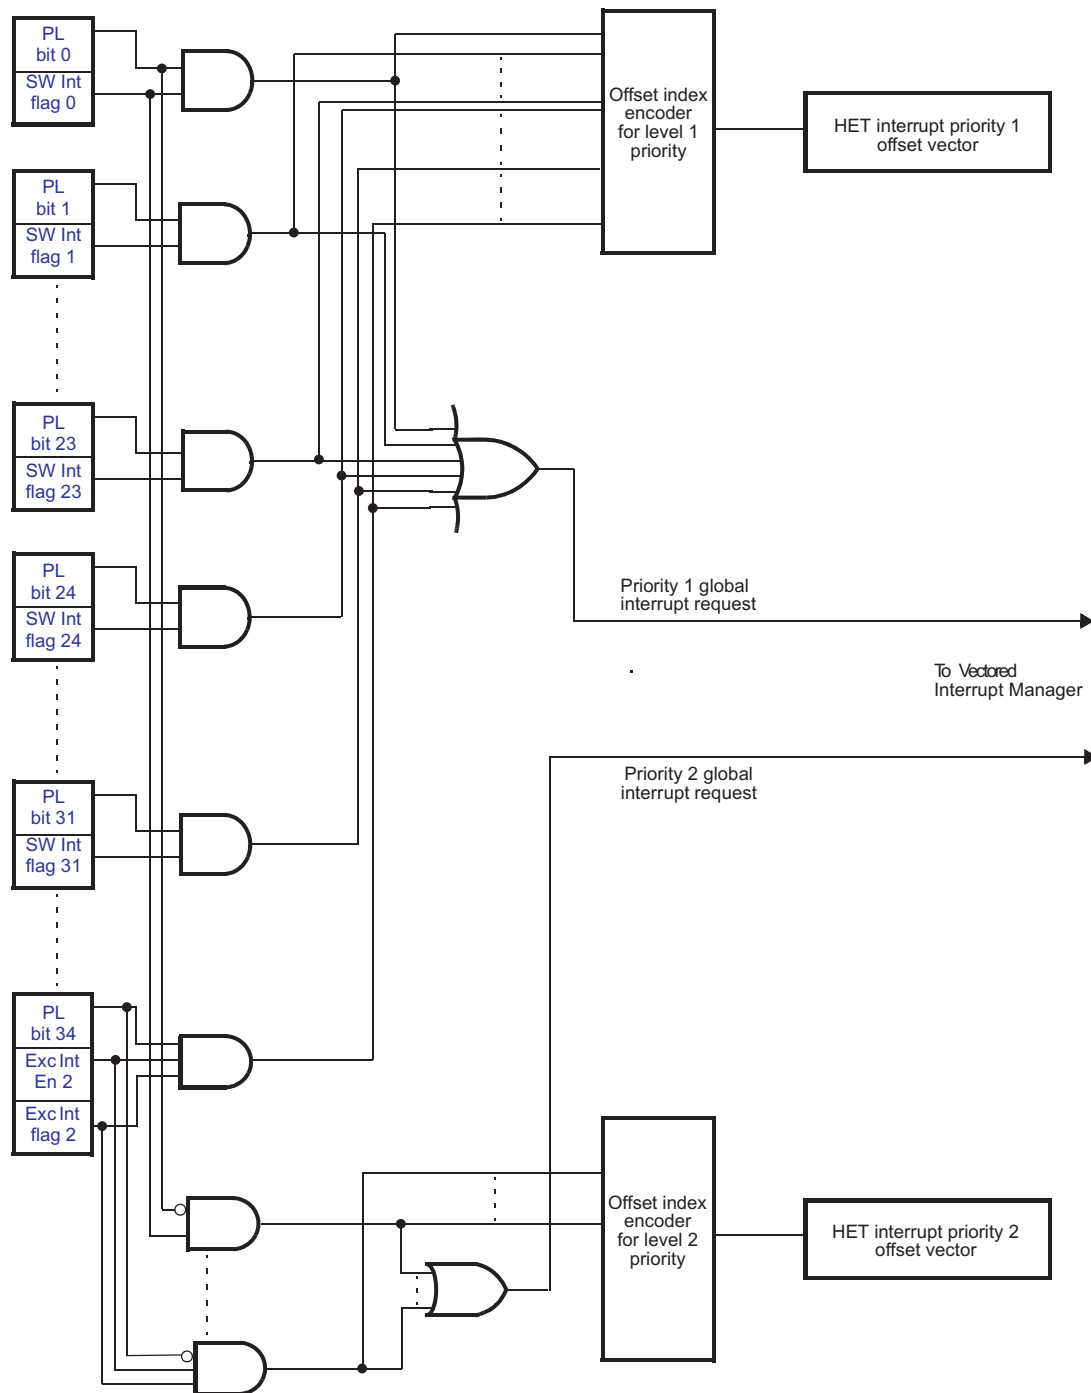 PL
bit 0
SW Int
flag 0
Offset index
encoder
for level 1
priority
HET interrupt priority 1
offset vector
PL
bit 1
SW Int
flag 1
PL
bit 23
SW Int
flag 23
PL
bit 24
SW Int
flag 24
Priority 1 global
interrupt request
To Vectored
Interrupt Manager
Priority 2 global
interrupt request
PL
bit 31
SW Int
flag 31
PL
bit 34
Exc Int
En 2
Exc Int
flag 2
Offset index
encoder
for level 2
priority
HET interrupt priority 2
offset vector